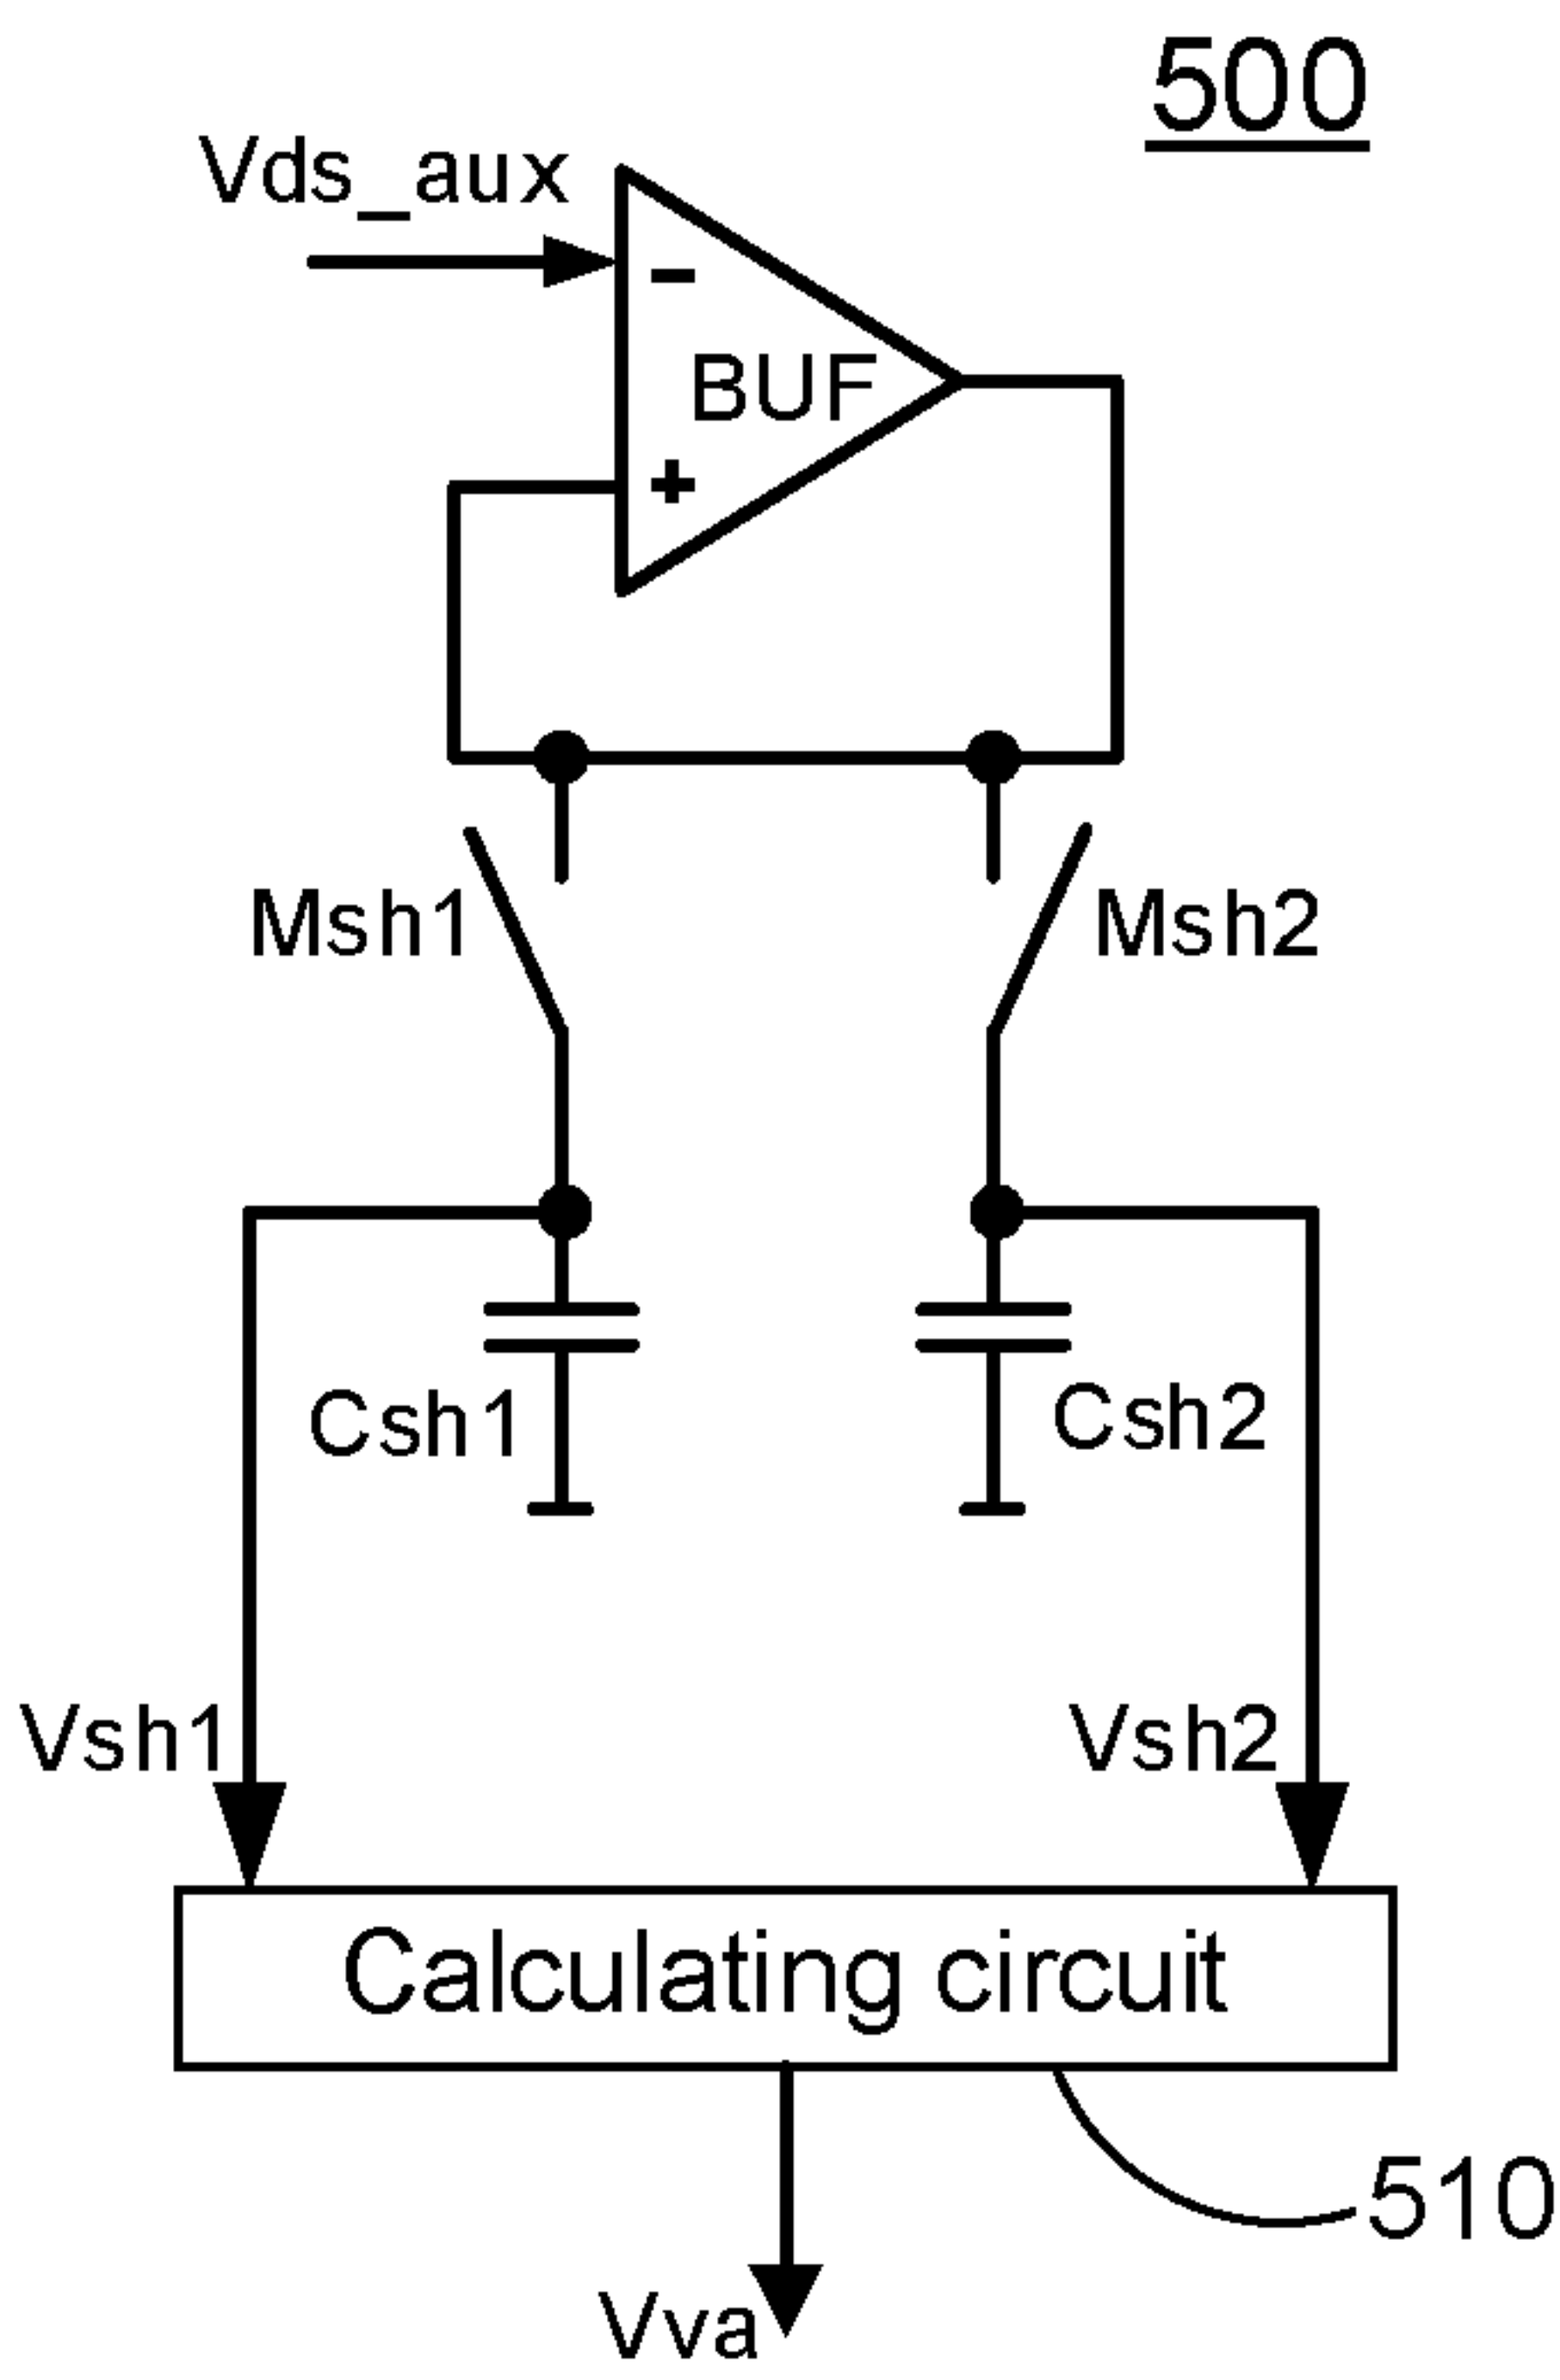 500
Vds_aux
-
BUF
+
Msh1
Msh2
Csh1
Csh2
Vsh1
Vsh2
Calculating circuit
510
Vva